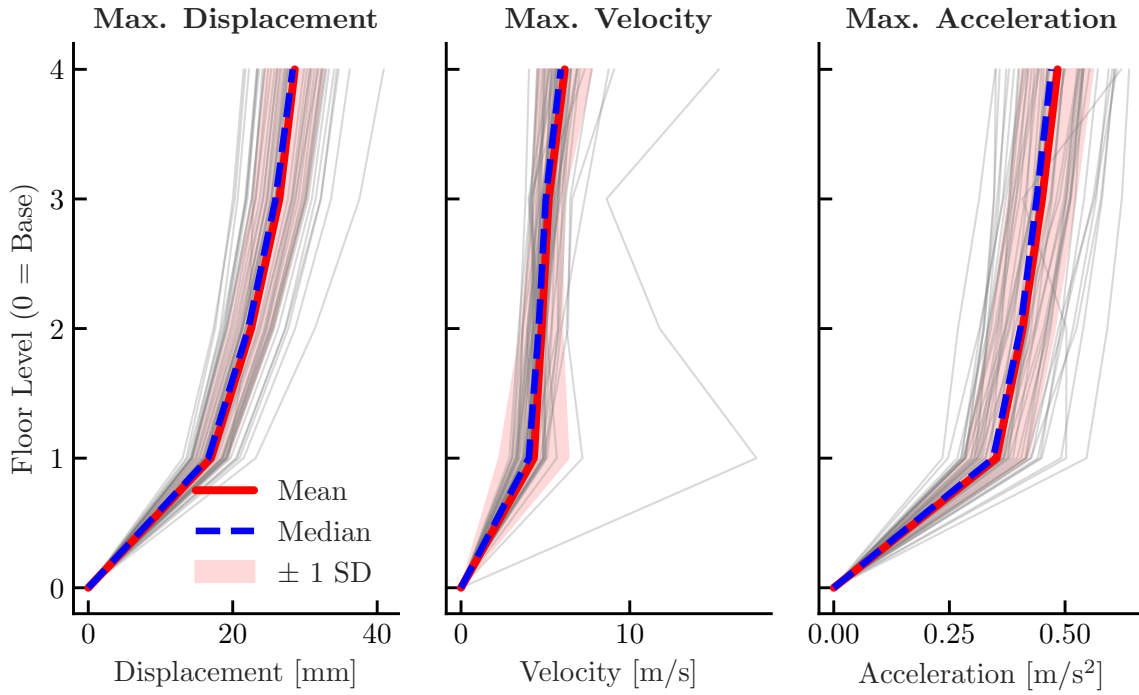 Max. Displacement
Max. Velocity
Max. Acceleration
Floor Level (0 = Base)
4
3
2
1
0
Mean
Median
± 1 SD
0 20 40
0 10
0.00 0.25 0.50
Displacement [mm]
Velocity [m/s]
Acceleration [m/s²]